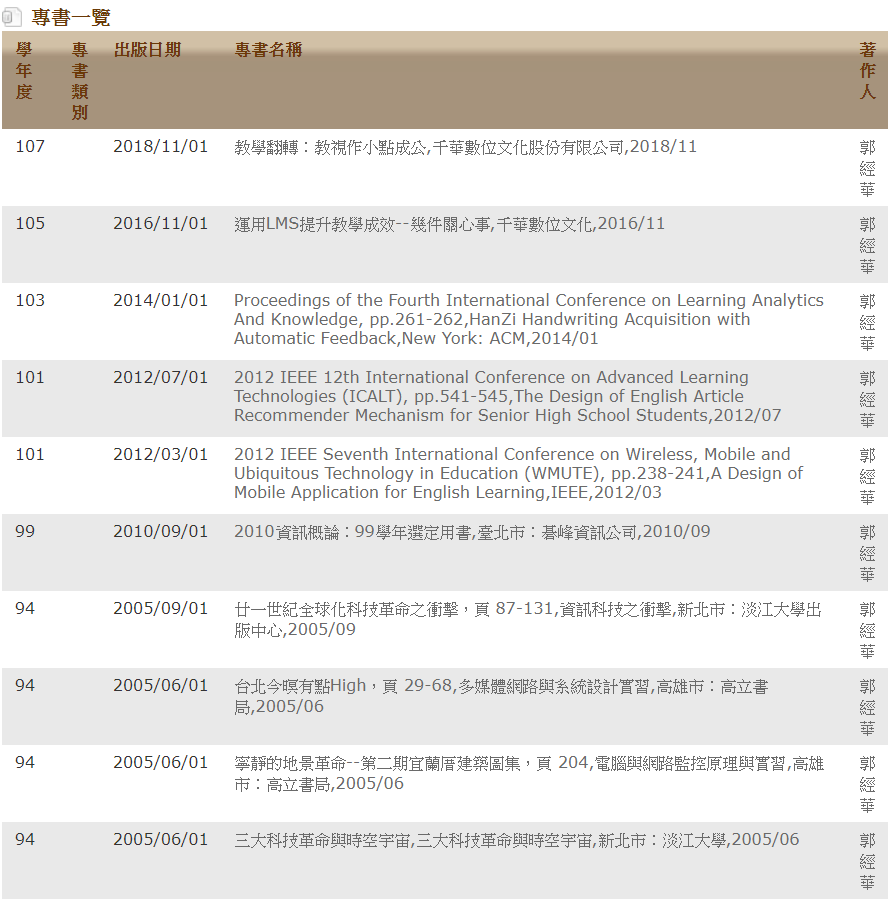 專書一覽
學年度 專書類別 出版日期 專書名稱 著作人
107 2018/11/01 教學翻轉：教視作小點成公,千華數位文化股份有限公司,2018/11 郭經華
105 2016/11/01 運用LMS提升教學成效--幾件關心事,千華數位文化,2016/11 郭經華
103 2014/01/01 Proceedings of the Fourth International Conference on Learning Analytics
And Knowledge, pp.261-262,HanZi Handwriting Acquisition with
Automatic Feedback,New York: ACM,2014/01 郭經華
101 2012/07/01 2012 IEEE 12th International Conference on Advanced Learning
Technologies (ICALT), pp.541-545,The Design of English Article
Recommender Mechanism for Senior High School Students,2012/07 郭經華
101 2012/03/01 2012 IEEE Seventh International Conference on Wireless, Mobile and
Ubiquitous Technology in Education (WMUTE), pp.238-241,A Design of
Mobile Application for English Learning,IEEE,2012/03 郭經華
99 2010/09/01 2010資訊概論：99學年選定用書,臺北市：碁峰資訊公司,2010/09 郭經華
94 2005/09/01 廿一世紀全球化科技革命之衝擊，頁 87-131,資訊科技之衝擊,新北市：淡江大學出
版中心,2005/09 郭經華
94 2005/06/01 台北今暝有點High，頁 29-68,多媒體網路與系統設計實習,高雄市：高立書
局,2005/06 郭經華
94 2005/06/01 寧靜的地景革命--第二期宜蘭厝建築圖集，頁 204,電腦與網路監控原理與實習,高雄
市：高立書局,2005/06 郭經華
94 2005/06/01 三大科技革命與時空宇宙,三大科技革命與時空宇宙,新北市：淡江大學,2005/06 郭經華